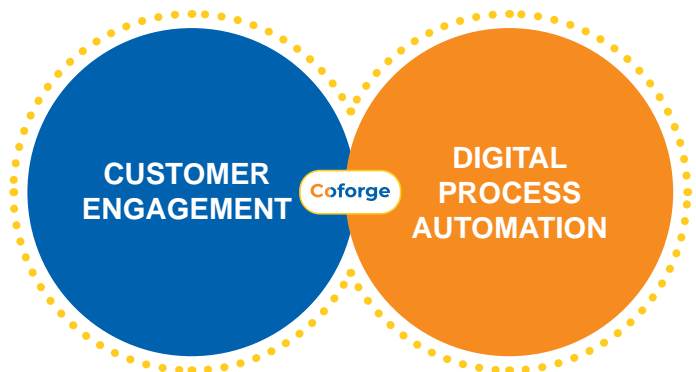 CUSTOMER
ENGAGEMENT
Coforge
DIGITAL
PROCESS
AUTOMATION